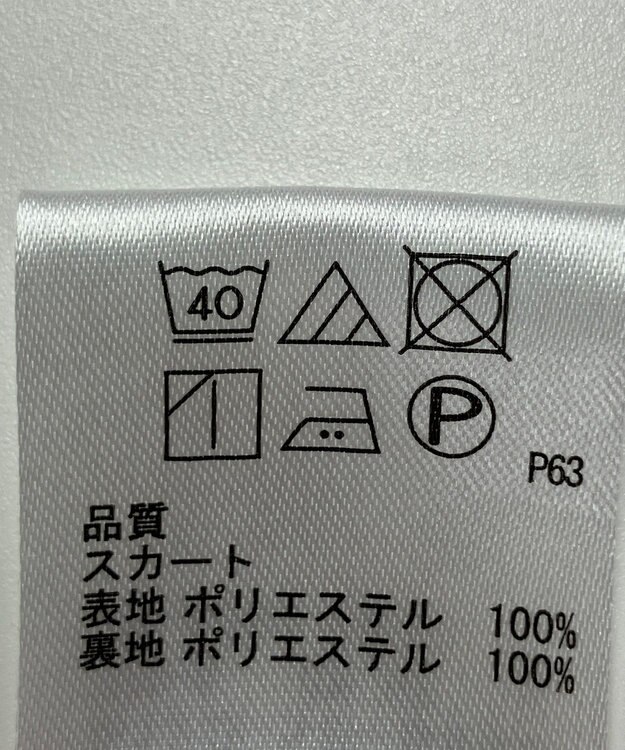 40
P
P63
品質
スカート
表地 ポリエステル 100%
裏地 ポリエステル 100%